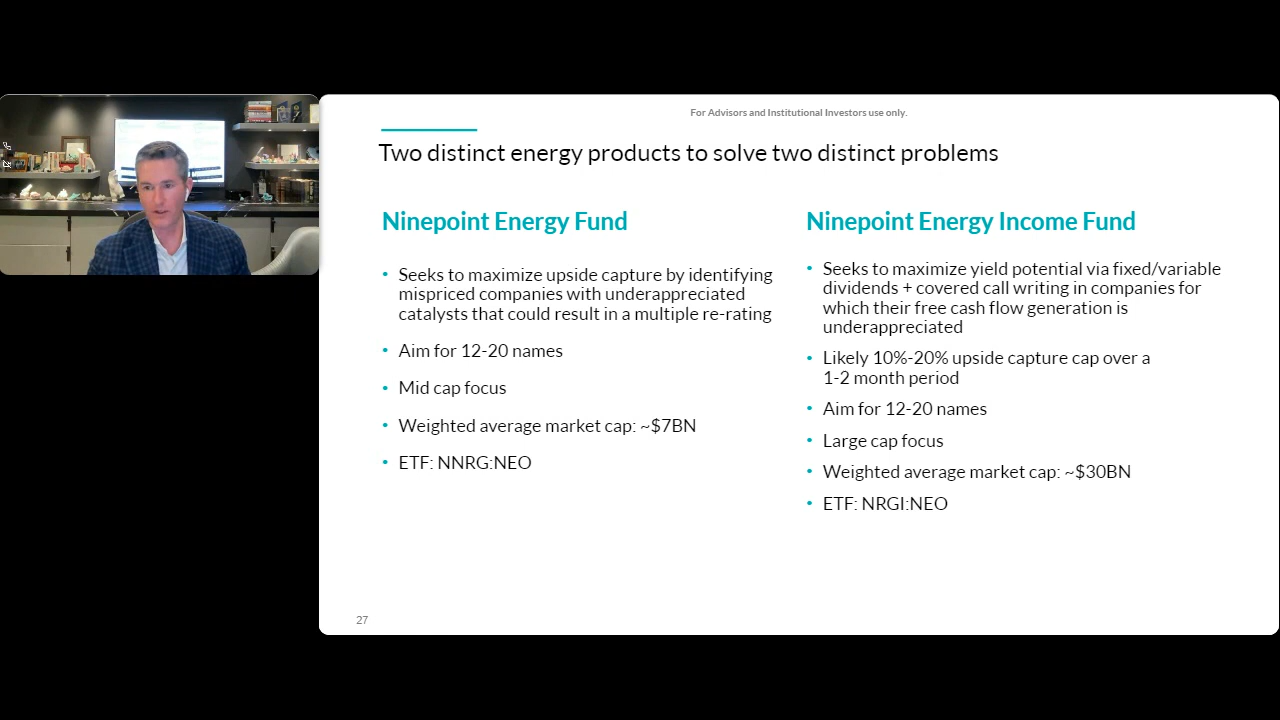 For Advisors and Institutional Investors use only.
Two distinct energy products to solve two distinct problems
Ninepoint Energy Fund
• Seeks to maximize upside capture by identifying
mispriced companies with underappreciated
catalysts that could result in a multiple re-rating
• Aim for 12-20 names
• Mid cap focus
• Weighted average market cap: ~$7BN
• ETF: NNRG:NEO
Ninepoint Energy Income Fund
• Seeks to maximize yield potential via fixed/variable
dividends + covered call writing in companies for
which their free cash flow generation is
underappreciated
• Likely 10%-20% upside capture cap over a
1-2 month period
• Aim for 12-20 names
• Large cap focus
• Weighted average market cap: ~$30BN
• ETF: NRGI:NEO
27